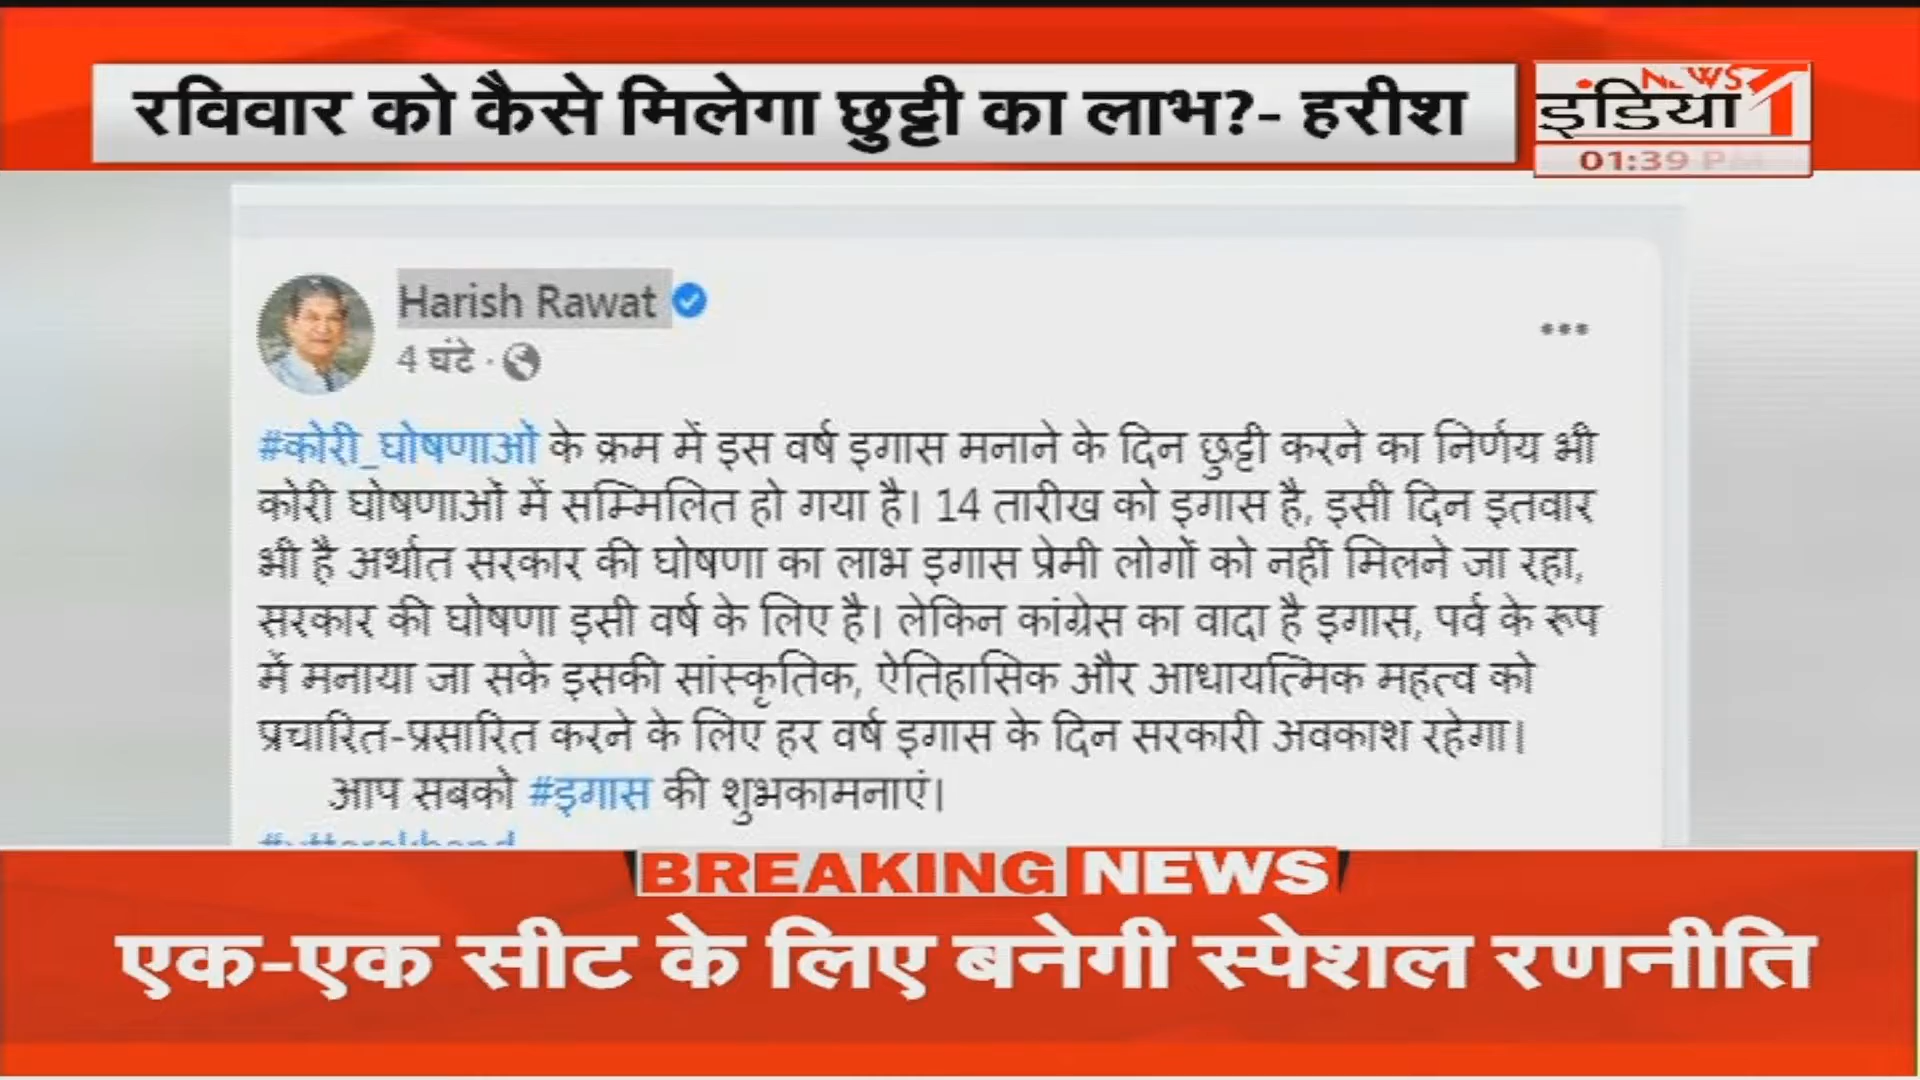 रविवार को कैसे मिलेगा छुट्टी का लाभ?- हरीश
NEWS 1
इंडिया
01:39 PM
Harish Rawat
4 घंटे ·
#कोरी_घोषणाओं के क्रम में इस वर्ष इगास मनाने के दिन छुट्टी करने का निर्णय भी
कोरी घोषणाओं में सम्मिलित हो गया है। 14 तारीख को इगास है, इसी दिन इतवार
भी है अर्थात सरकार की घोषणा का लाभ इगास प्रेमी लोगों को नहीं मिलने जा रहा,
सरकार की घोषणा इसी वर्ष के लिए है। लेकिन कांग्रेस का वादा है इगास, पर्व के रूप
में मनाया जा सके इसकी सांस्कृतिक, ऐतिहासिक और आधायत्मिक महत्व को
प्रचारित-प्रसारित करने के लिए हर वर्ष इगास के दिन सरकारी अवकाश रहेगा।
आप सबको #इगास की शुभकामनाएं।
#uttarakhand
BREAKING NEWS
एक-एक सीट के लिए बनेगी स्पेशल रणनीति